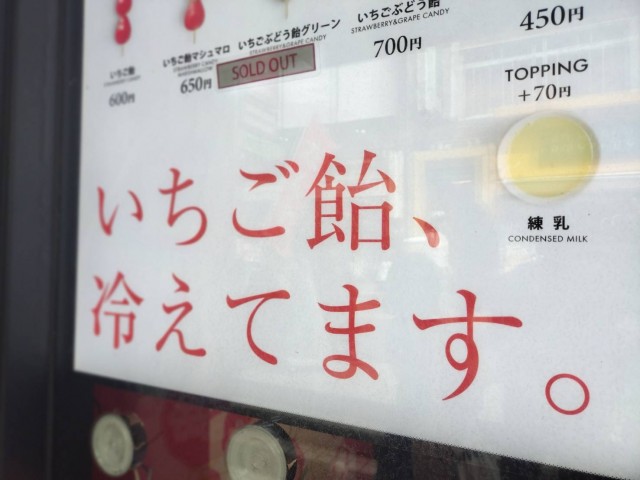 いちご飴
600円
いちご飴マシュマロ
650円
いちごぶどう飴グリーン
STRAWBERRY&GRAPE CANDY
SOLD OUT
いちごぶどう飴
STRAWBERRY&GRAPE CANDY
700円
450円
TOPPING
+70円
練乳
CONDENSED MILK
いちご飴、
冷えてます。